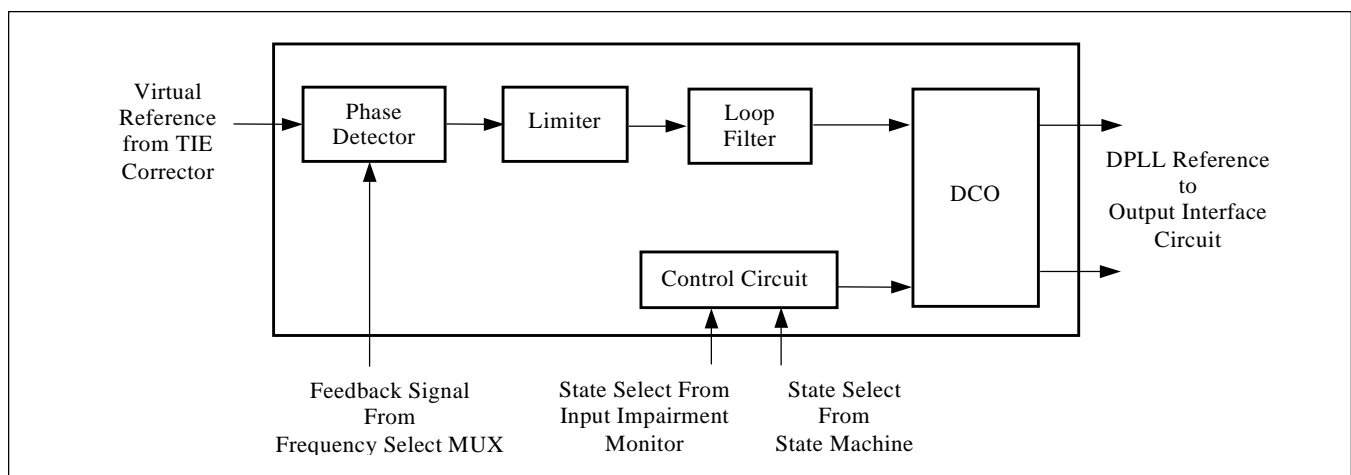 Virtual
Reference
from TIE
Corrector
Phase
Detector
Limiter
Loop
Filter
DCO
DPLL Reference
to
Output Interface
Circuit
Control Circuit
Feedback Signal
From
Frequency Select MUX
State Select From
Input Impairment
Monitor
State Select
From
State Machine